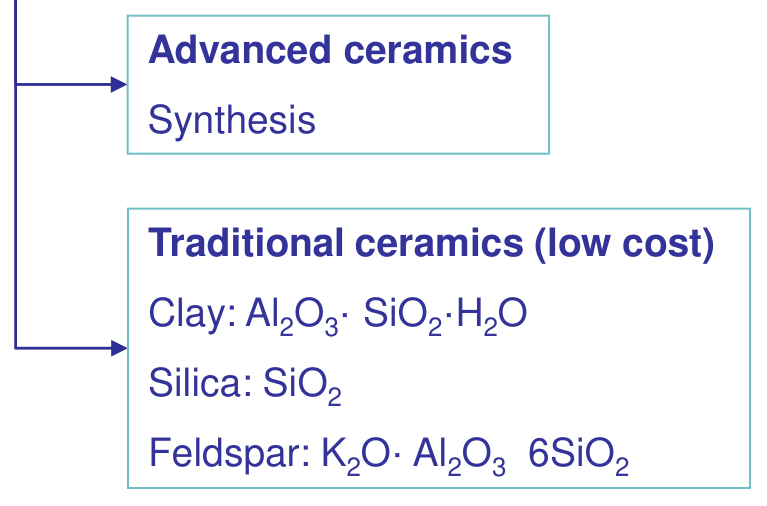 Advanced ceramics
Synthesis
Traditional ceramics (low cost)
Clay: Al₂O₃· SiO₂·H₂O
Silica: SiO₂
Feldspar: K₂O· Al₂O₃  6SiO₂